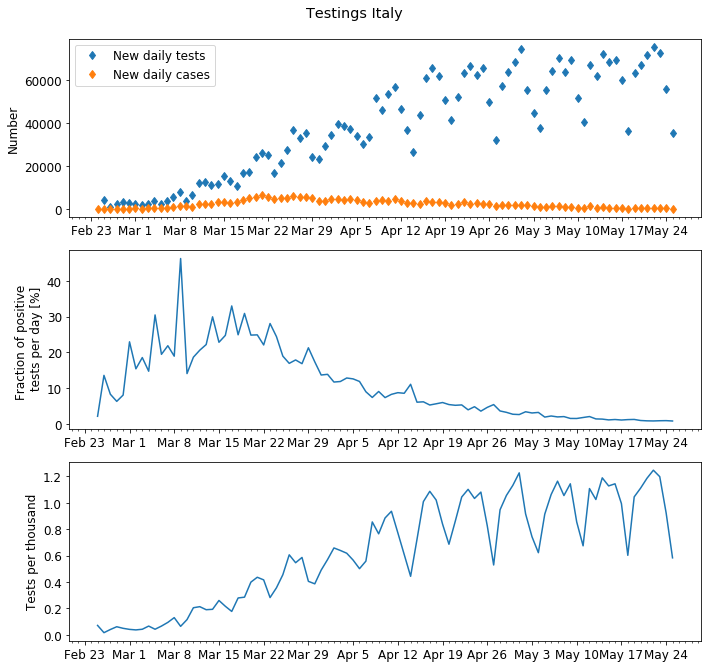 Testings Italy
New daily tests
New daily cases
Number
60000
40000
20000
0
Feb 23 Mar 1 Mar 8 Mar 15 Mar 22 Mar 29 Apr 5 Apr 12 Apr 19 Apr 26 May 3 May 10 May 17 May 24
Fraction of positive
tests per day [%]
40
30
20
10
0
Feb 23 Mar 1 Mar 8 Mar 15 Mar 22 Mar 29 Apr 5 Apr 12 Apr 19 Apr 26 May 3 May 10 May 17 May 24
Tests per thousand
1.2
1.0
0.8
0.6
0.4
0.2
0.0
Feb 23 Mar 1 Mar 8 Mar 15 Mar 22 Mar 29 Apr 5 Apr 12 Apr 19 Apr 26 May 3 May 10 May 17 May 24